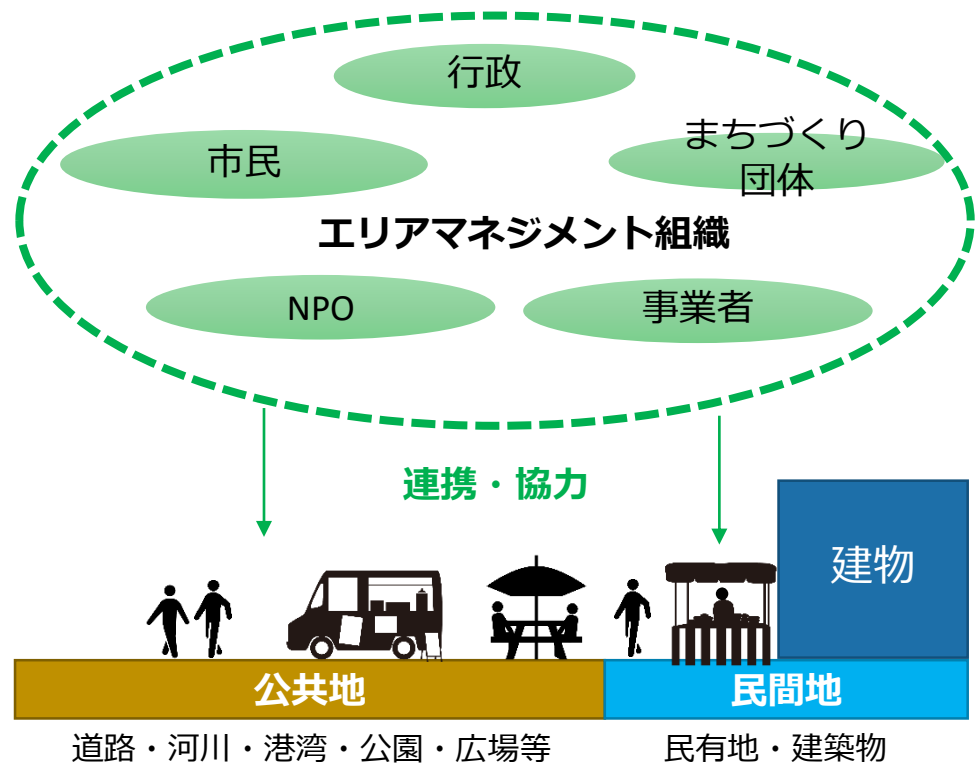 行政
市民
まちづくり
団体
エリアマネジメント組織
NPO
事業者
連携・協力
建物
公共地
民間地
道路・河川・港湾・公園・広場等
民有地・建築物